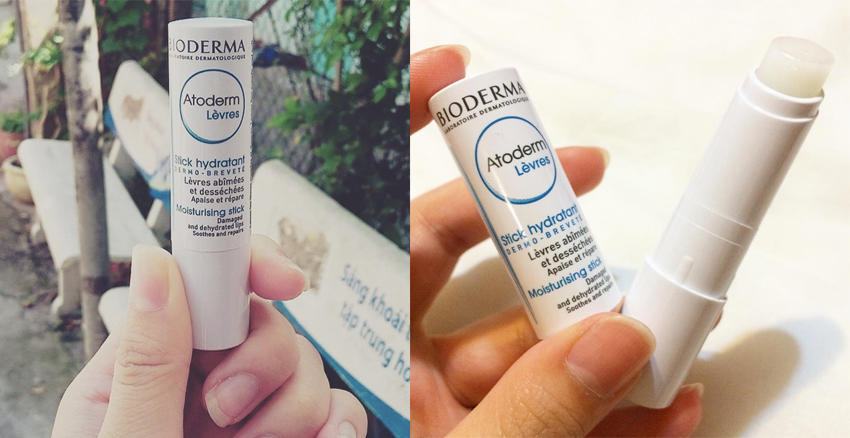 BIODERMA
LABORATOIRE DERMATOLOGIQUE
Atoderm
Lèvres
Stick hydratant
DERMO-BREVETÉ
Lèvres abîmées
et desséchées
Apaise et répare
Moisturising stick
Damaged
and dehydrated lips
Soothes and repairs
Sảng khoái
tập trung
BIODERMA
LABORATOIRE DERMATOLOGIQUE
Atoderm
Lèvres
Stick hydratant
DERMO-BREVETÉ
Lèvres abîmées
et desséchées
Apaise et répare
Moisturising stick
Damaged
and dehydrated lips
Soothes and repairs